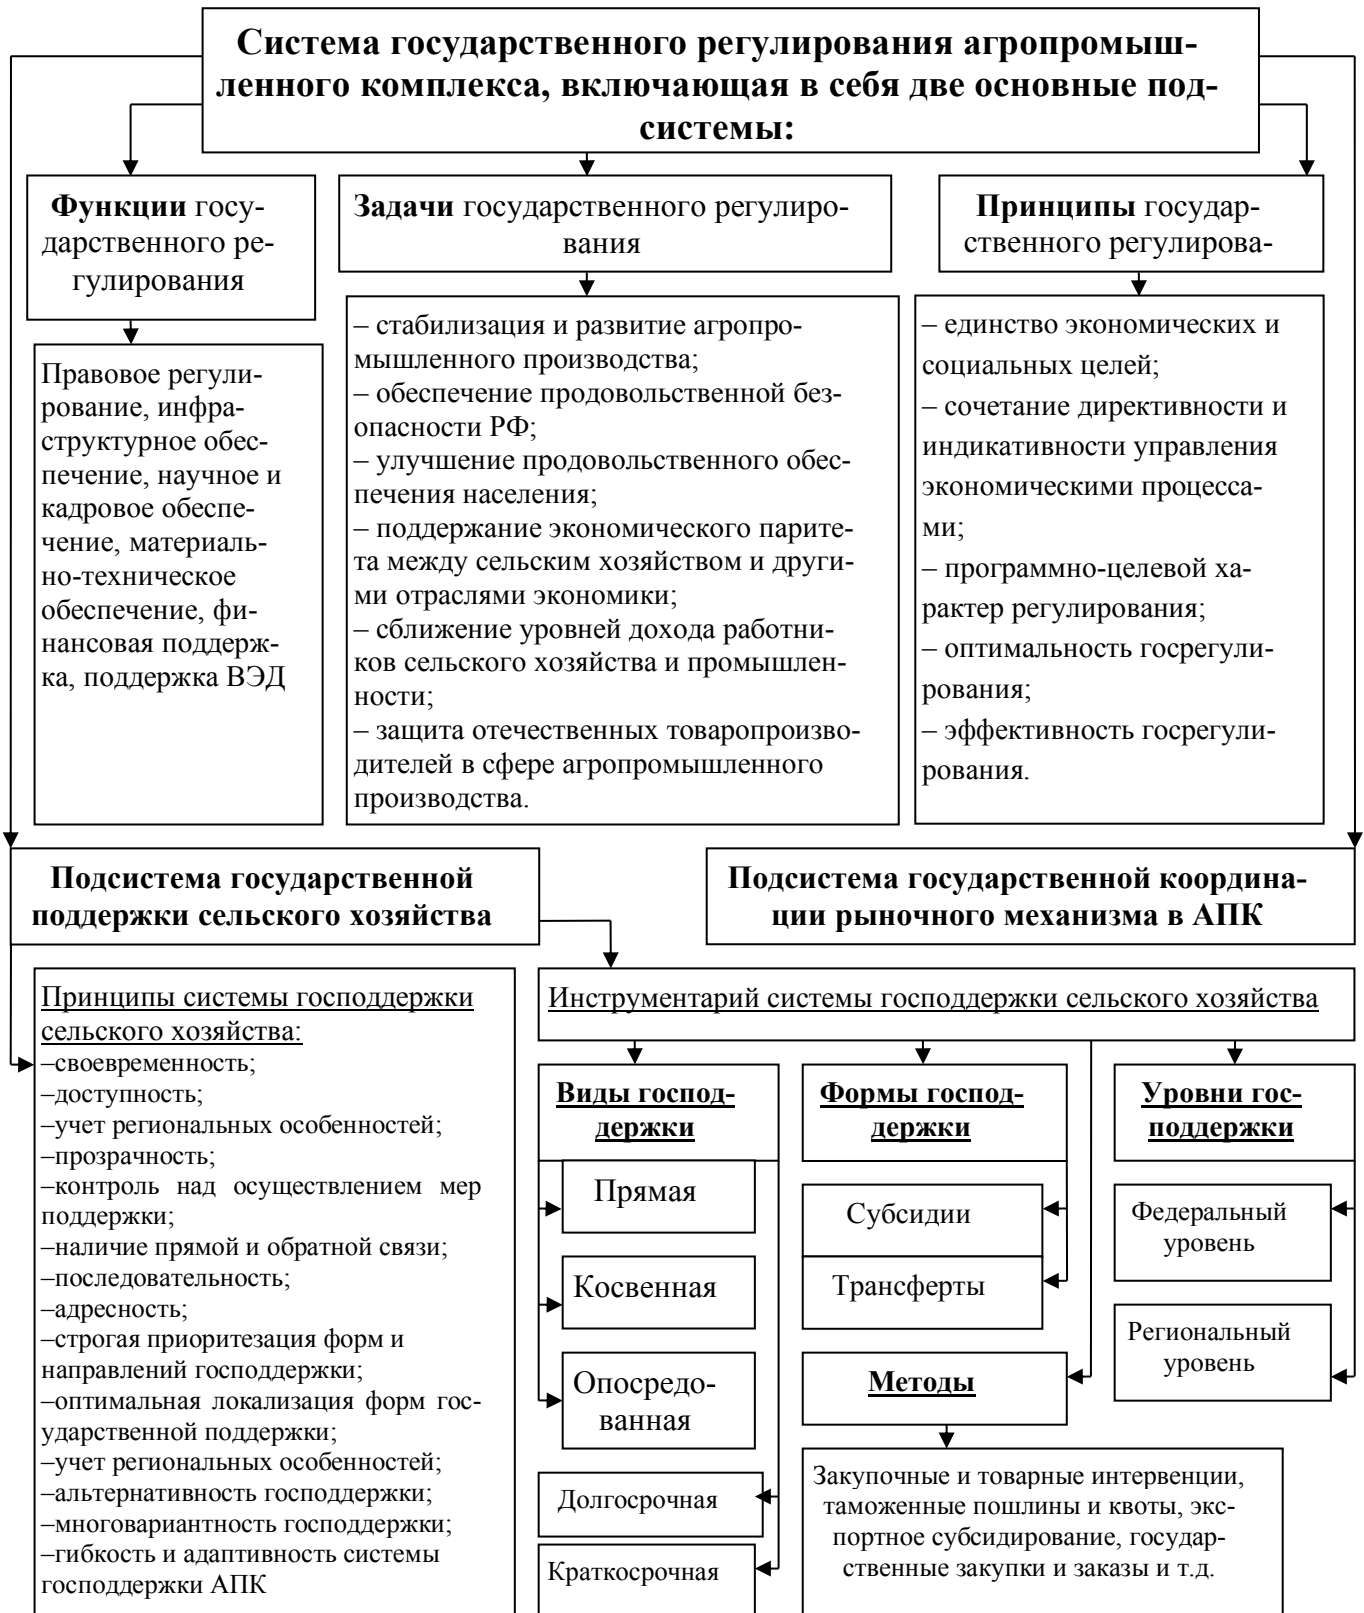 Система государственного регулирования агропромыш-
ленного комплекса, включающая в себя две основные под-
системы:
Функции госу-
дарственного ре-
гулирования
Задачи государственного регулиро-
вания
Принципы государ-
ственного регулирова-
Правовое регули-
рование, инфра-
структурное обес-
печение, научное и
кадровое обеспе-
чение, материаль-
но-техническое
обеспечение, фи-
нансовая поддерж-
ка, поддержка ВЭД
– стабилизация и развитие агропро-
мышленного производства;
– обеспечение продовольственной без-
опасности РФ;
– улучшение продовольственного обес-
печения населения;
– поддержание экономического парите-
та между сельским хозяйством и други-
ми отраслями экономики;
– сближение уровней дохода работни-
ков сельского хозяйства и промышлен-
ности;
– защита отечественных товаропроизво-
дителей в сфере агропромышленного
производства.
– единство экономических и
социальных целей;
– сочетание директивности и
индикативности управления
экономическими процесса-
ми;
– программно-целевой ха-
рактер регулирования;
– оптимальность госрегули-
рования;
– эффективность госрегули-
рования.
Подсистема государственной
поддержки сельского хозяйства
Подсистема государственной координа-
ции рыночного механизма в АПК
Принципы системы господдержки
сельского хозяйства:
–своевременность;
–доступность;
–учет региональных особенностей;
–прозрачность;
–контроль над осуществлением мер
поддержки;
–наличие прямой и обратной связи;
–последовательность;
–адресность;
–строгая приоритезация форм и
направлений господдержки;
–оптимальная локализация форм гос-
ударственной поддержки;
–учет региональных особенностей;
–альтернативность господдержки;
–многовариантность господдержки;
–гибкость и адаптивность системы
господдержки АПК
Инструментарий системы господдержки сельского хозяйства
Виды господ-
держки
Прямая
Косвенная
Опосредо-
ванная
Долгосрочная
Краткосрочная
Формы господ-
держки
Субсидии
Трансферты
Методы
Закупочные и товарные интервенции,
таможенные пошлины и квоты, экс-
портное субсидирование, государ-
ственные закупки и заказы и т.д.
Уровни гос-
поддержки
Федеральный
уровень
Региональный
уровень